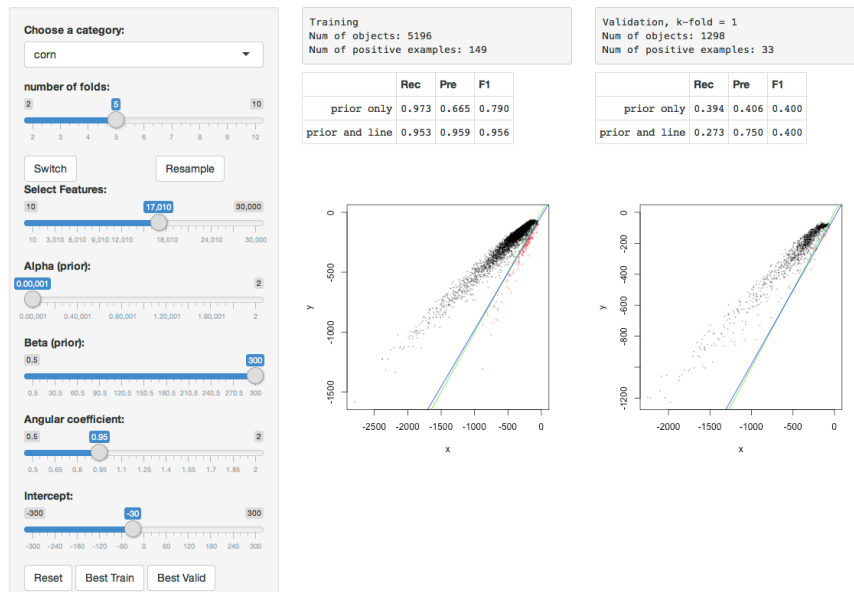 Choose a category:
corn
number of folds:
2 5 10
2 3 4 5 6 7 8 9 10
Switch Resample
Select Features:
10 17,010 30,000
10 3,010 6,010 9,010 12,010 18,010 24,010 30,000
Alpha (prior):
0.00,001 2
0.00,001 0.40,001 0.80,001 1.20,001 1.60,001 2
Beta (prior):
0.5 300
0.5 30.5 60.5 90.5 120.5 150.5 180.5 210.5 240.5 270.5 300
Angular coefficient:
0.5 0.95 2
0.5 0.65 0.8 0.95 1.1 1.25 1.4 1.55 1.7 1.85 2
Intercept:
-300 -30 300
-300 -240 -180 -120 -60 0 60 120 180 240 300
Reset Best Train Best Valid
Training
Num of objects: 5196
Num of positive examples: 149
Rec Pre F1
prior only 0.973 0.665 0.790
prior and line 0.953 0.959 0.956
y
0
-500
-1000
-1500
-2500 -2000 -1500 -1000 -500 0
x
Validation, k-fold = 1
Num of objects: 1298
Num of positive examples: 33
Rec Pre F1
prior only 0.394 0.406 0.400
prior and line 0.273 0.750 0.400
y
0
-200
-400
-600
-800
-1200
-2000 -1500 -1000 -500 0
x